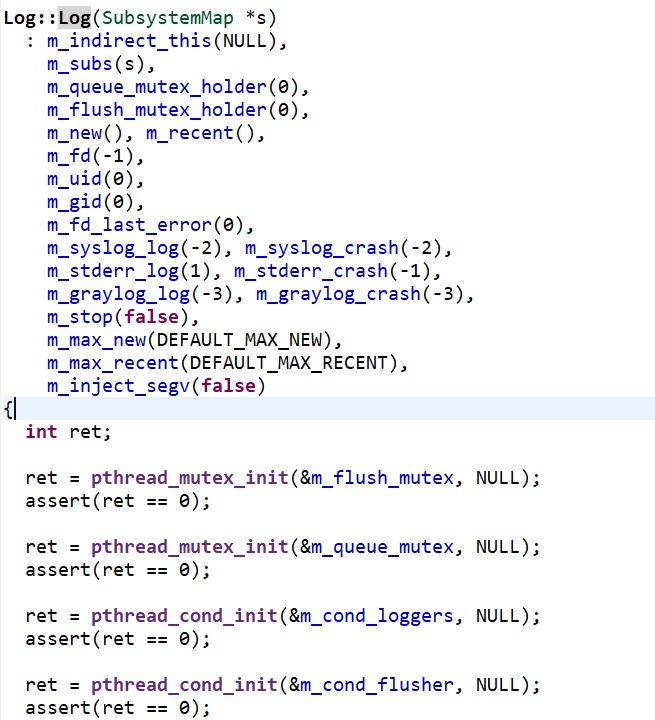 Log::Log(SubsystemMap *s)
  : m_indirect_this(NULL),
    m_subs(s),
    m_queue_mutex_holder(0),
    m_flush_mutex_holder(0),
    m_new(), m_recent(),
    m_fd(-1),
    m_uid(0),
    m_gid(0),
    m_fd_last_error(0),
    m_syslog_log(-2), m_syslog_crash(-2),
    m_stderr_log(1), m_stderr_crash(-1),
    m_graylog_log(-3), m_graylog_crash(-3),
    m_stop(false),
    m_max_new(DEFAULT_MAX_NEW),
    m_max_recent(DEFAULT_MAX_RECENT),
    m_inject_segv(false)
{
  int ret;

  ret = pthread_mutex_init(&m_flush_mutex, NULL);
  assert(ret == 0);

  ret = pthread_mutex_init(&m_queue_mutex, NULL);
  assert(ret == 0);

  ret = pthread_cond_init(&m_cond_loggers, NULL);
  assert(ret == 0);

  ret = pthread_cond_init(&m_cond_flusher, NULL);
  assert(ret == 0);